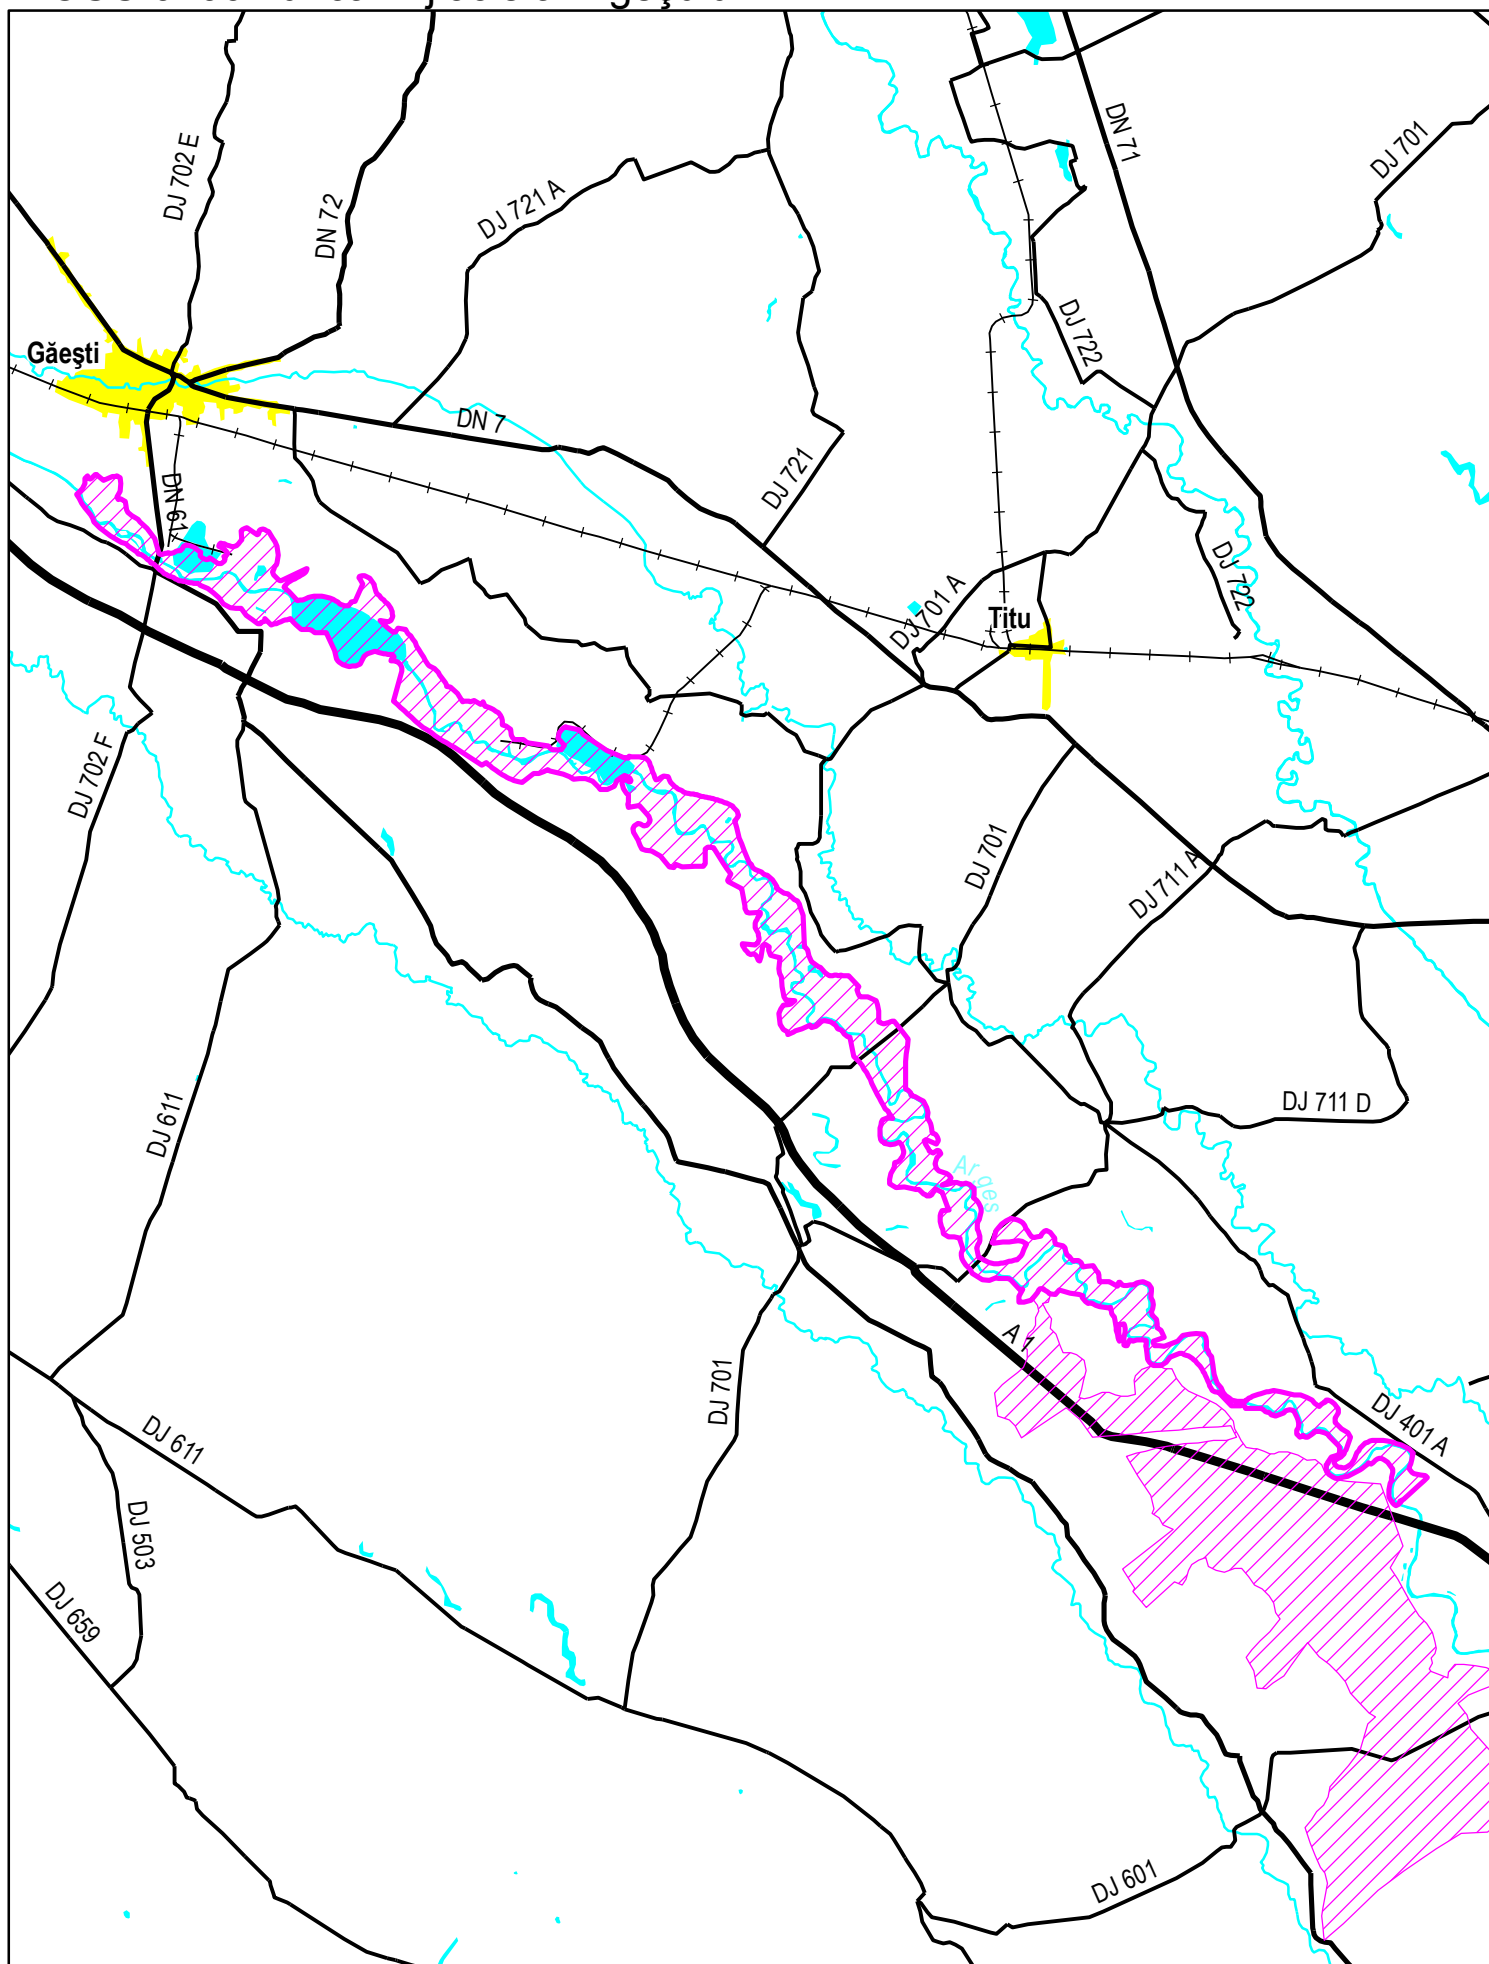 DJ 702 E
DN 72
DJ 721 A
DN 71
DJ 701
Găeşti
DJ 722
DN 7
DJ 721
DN 61
DJ 722
DJ 701 A
Titu
DJ 702 F
DJ 701
DJ 711 A
DJ 611
DJ 711 D
Arges
A 1
DJ 701
DJ 401 A
DJ 611
DJ 503
DJ 659
DJ 601